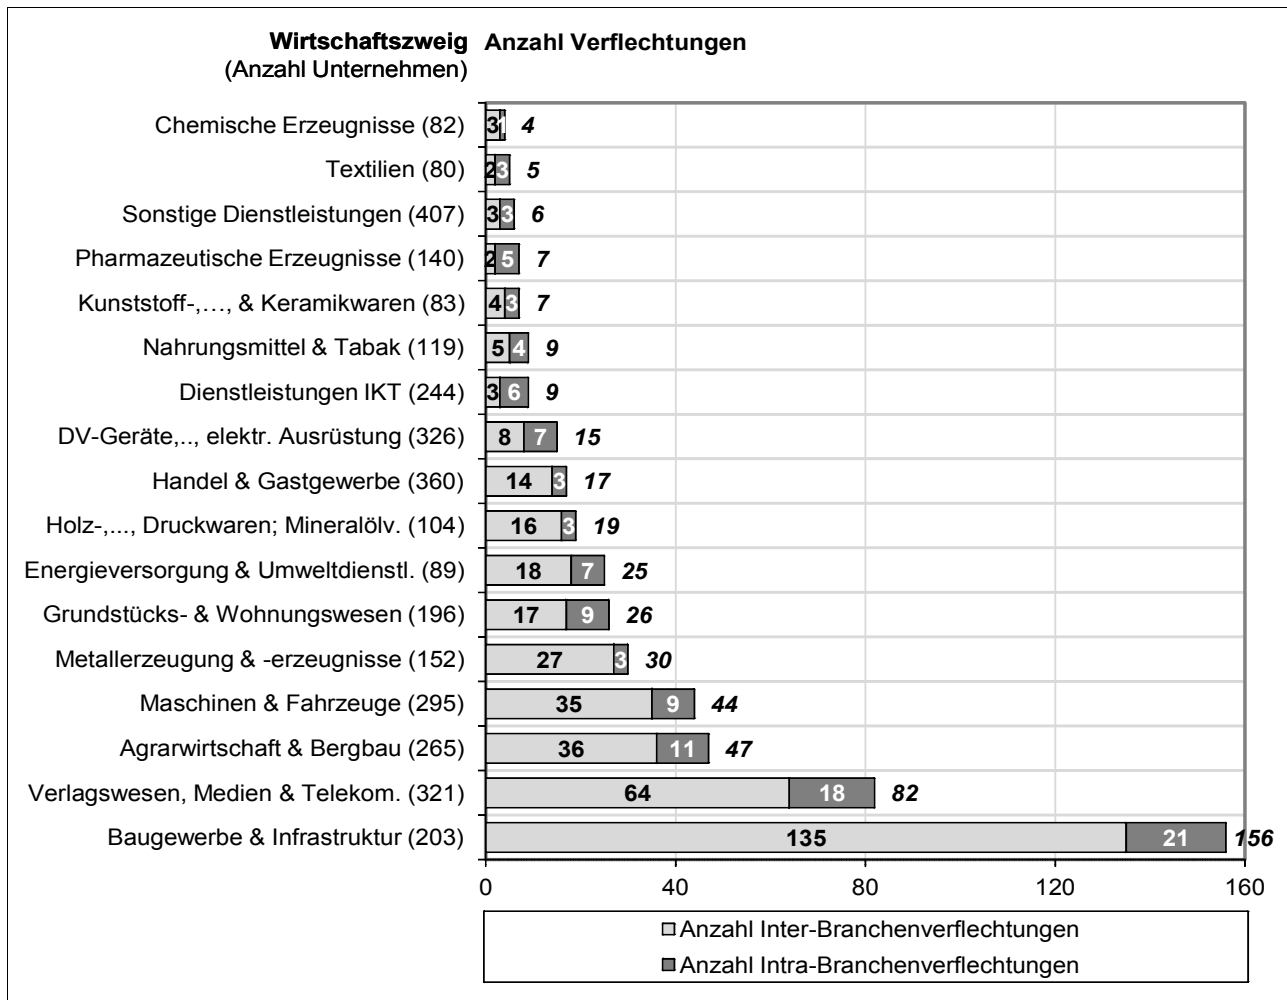 Wirtschaftszweig Anzahl Verflechtungen
(Anzahl Unternehmen)
Chemische Erzeugnisse (82) 3 1 4
Textilien (80) 2 3 5
Sonstige Dienstleistungen (407) 3 3 6
Pharmazeutische Erzeugnisse (140) 2 5 7
Kunststoff-,…, & Keramikwaren (83) 4 3 7
Nahrungsmittel & Tabak (119) 5 4 9
Dienstleistungen IKT (244) 3 6 9
DV-Geräte,.., elektr. Ausrüstung (326) 8 7 15
Handel & Gastgewerbe (360) 14 3 17
Holz-,..., Druckwaren; Mineralölv. (104) 16 3 19
Energieversorgung & Umweltdienstl. (89) 18 7 25
Grundstücks- & Wohnungswesen (196) 17 9 26
Metallerzeugung & -erzeugnisse (152) 27 3 30
Maschinen & Fahrzeuge (295) 35 9 44
Agrarwirtschaft & Bergbau (265) 36 11 47
Verlagswesen, Medien & Telekom. (321) 64 18 82
Baugewerbe & Infrastruktur (203) 135 21 156
0 40 80 120 160
Anzahl Inter-Branchenverflechtungen
Anzahl Intra-Branchenverflechtungen